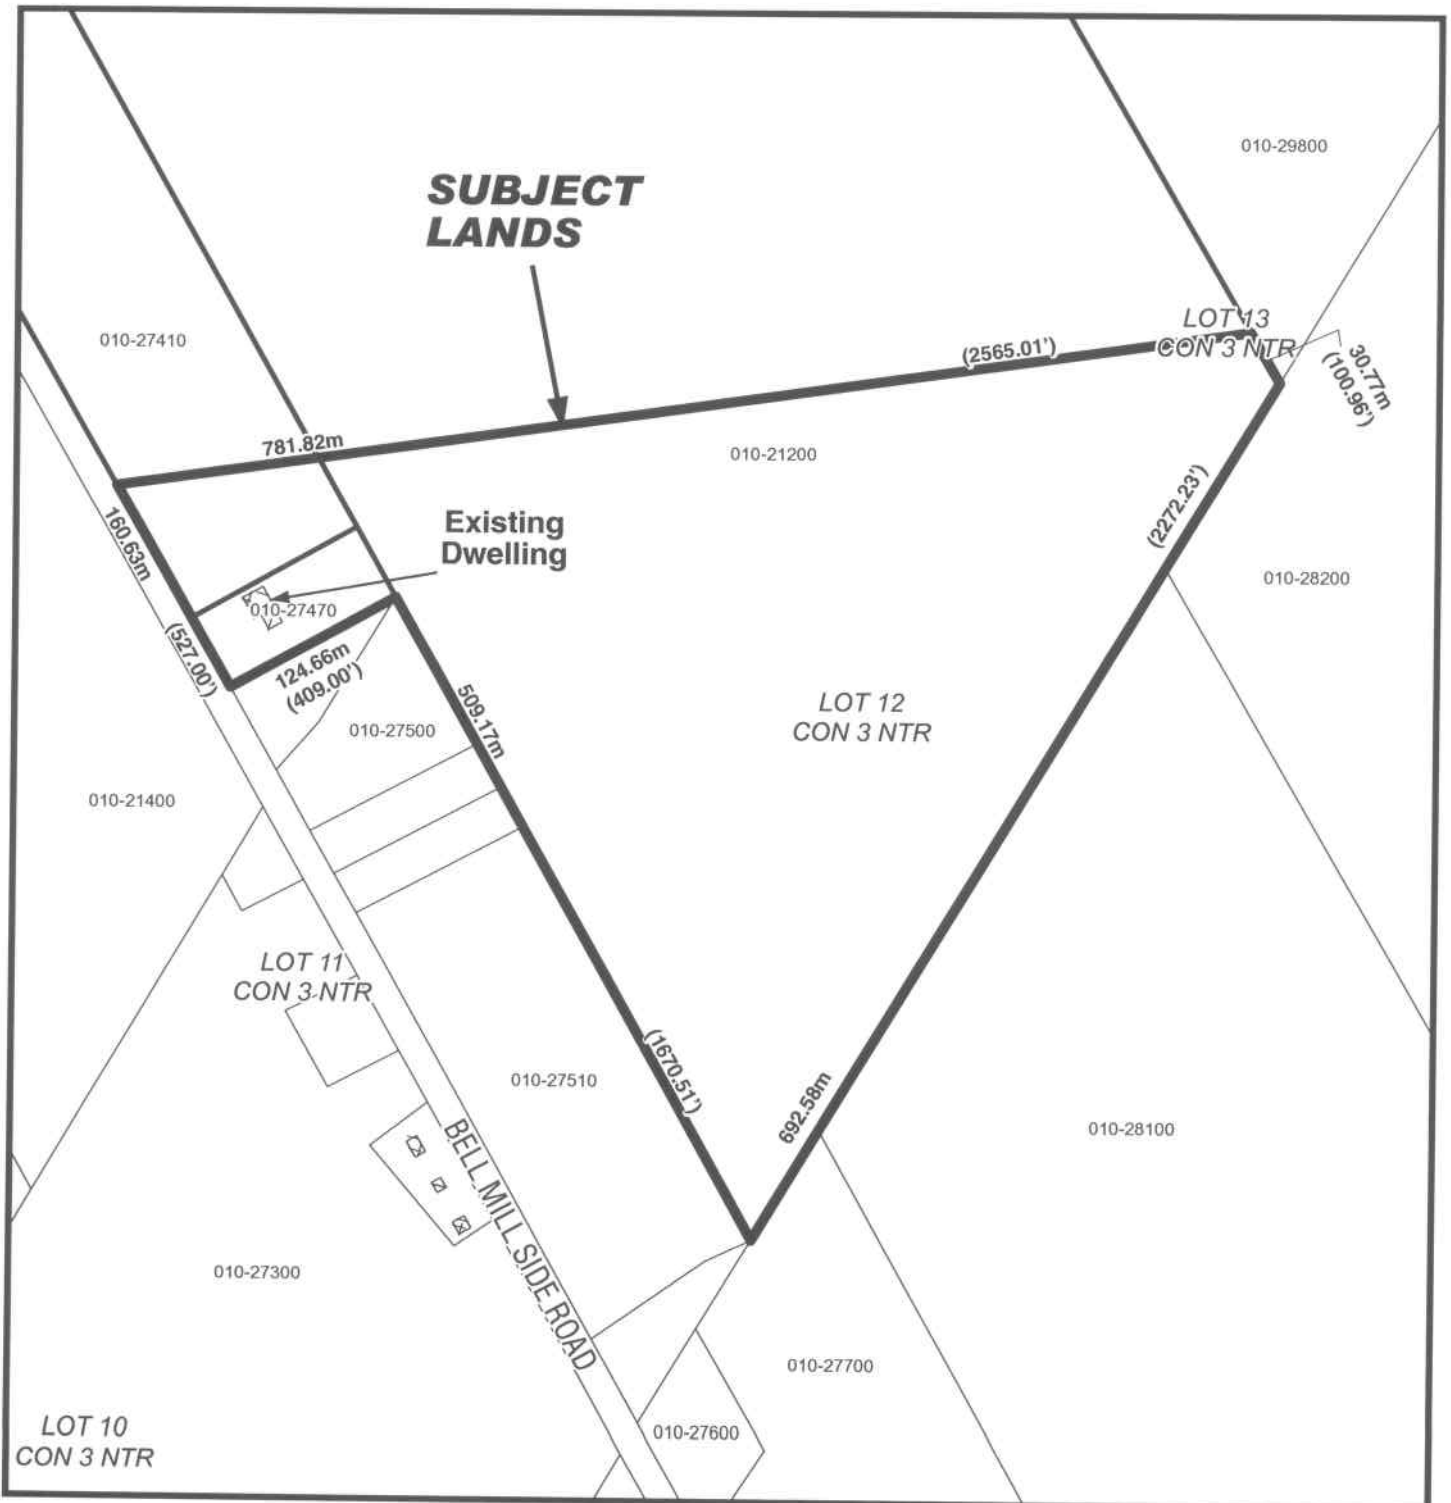 010-29800
SUBJECT
LANDS
010-27410
LOT 13
CON 3 NTR
(2565.01')
30.77m
(100.96')
781.82m
010-21200
160.63m
Existing
Dwelling
(2272.23')
010-28200
010-27470
(527.00')
124.66m
(409.00')
509.17m
LOT 12
CON 3 NTR
010-27500
010-21400
LOT 11
CON 3 NTR
(1670.51')
010-27510
692.58m
010-28100
BELL MILL SIDE ROAD
010-27300
010-27700
LOT 10
CON 3 NTR
010-27600